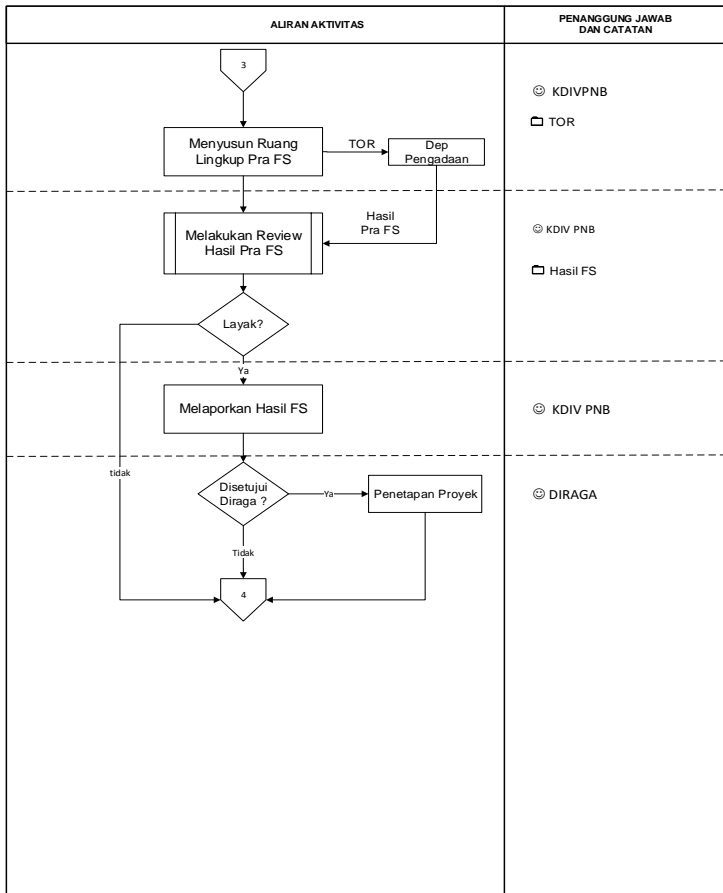 ALIRAN AKTIVITAS
PENANGGUNG JAWAB
DAN CATATAN
3
☺ KDIVPNB
TOR
Menyusun Ruang
Lingkup Pra FS
TOR
Dep
Pengadaan
Hasil
Pra FS
Melakukan Review
Hasil Pra FS
☺ KDIV PNB
Hasil FS
Layak?
Ya
Melaporkan Hasil FS
☺ KDIV PNB
tidak
Disetujui
Diraga ?
Ya
Penetapan Proyek
☺ DIRAGA
Tidak
4